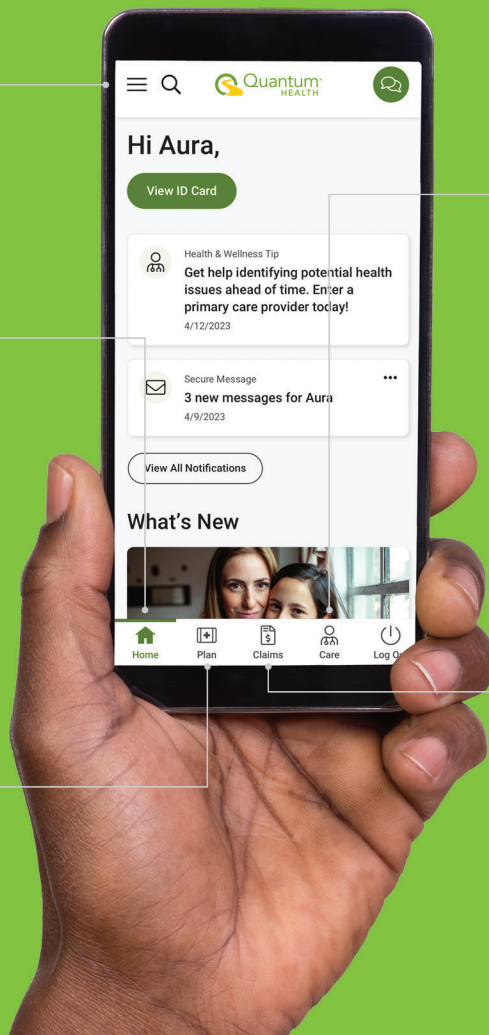 Quantum
HEALTH
Hi Aura,
View ID Card
Health & Wellness Tip
Get help identifying potential health
issues ahead of time. Enter a
primary care provider today!
4/12/2023
Secure Message
3 new messages for Aura
4/9/2023
View All Notifications
What's New
Home Plan Claims Care Log